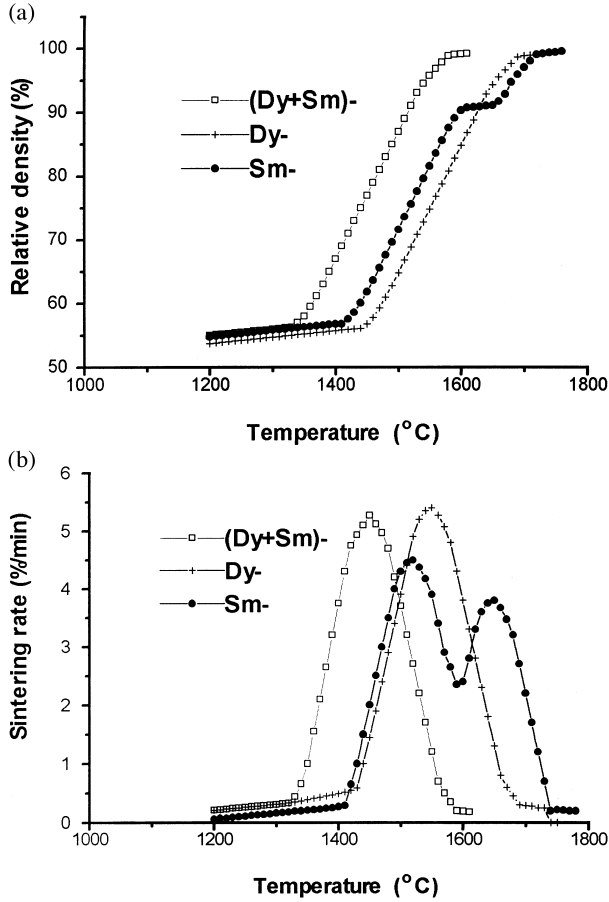 (a)
100
90
80
70
60
50
Relative density (%)
(Dy+Sm)-
Dy-
Sm-
1000 1200 1400 1600 1800
Temperature (°C)
(b)
6
5
4
3
2
1
0
Sintering rate (%/min)
(Dy+Sm)-
Dy-
Sm-
1000 1200 1400 1600 1800
Temperature (°C)